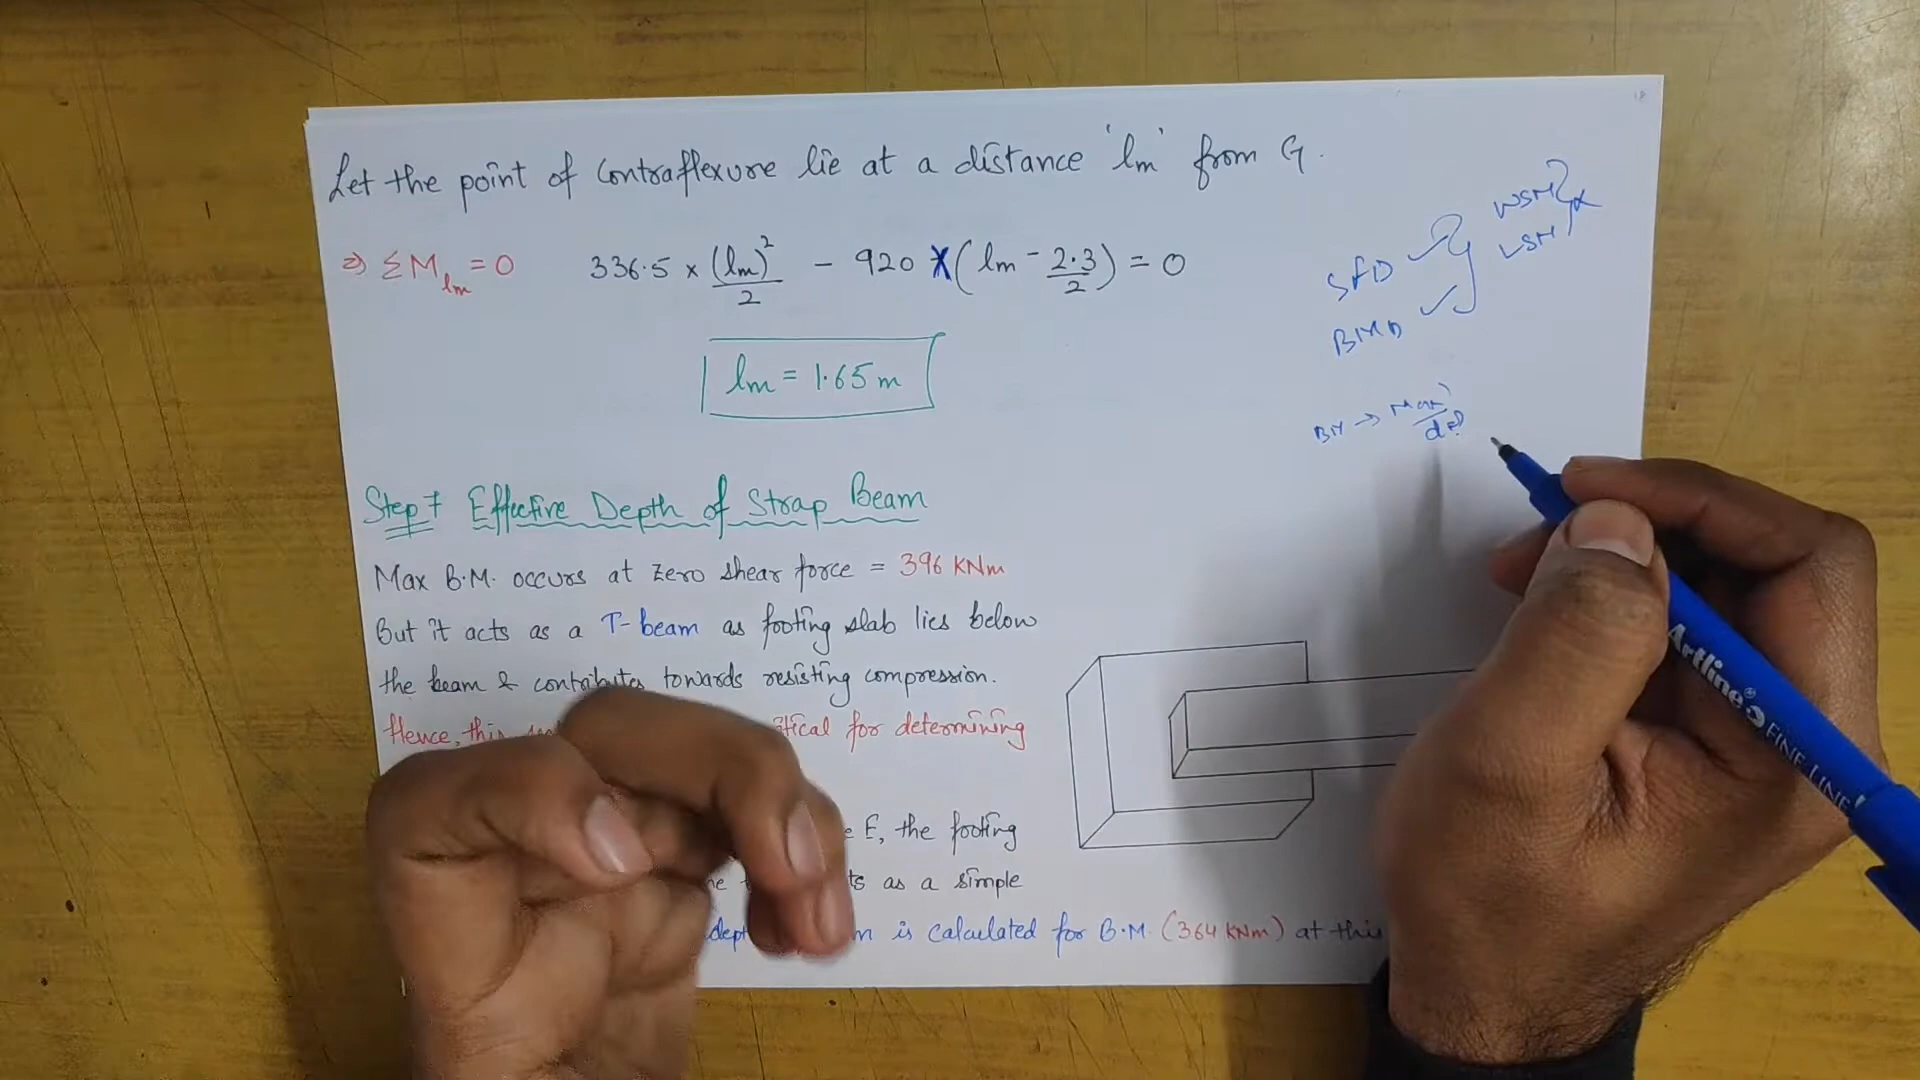 Let the point of Contraflexure lie at a distance 'lm' from G.
⇒ ΣM_lm = 0 336.5 × (lm)²/2 - 920 × (lm - 2.3/2) = 0
WSM
LSM
SFD
BMD
lm = 1.65 m
BM →
d
Step 7 Effective Depth of Strap Beam
Max B.M. occurs at zero shear force = 396 KNm
But it acts as a T-beam as footing slab lies below
the beam & contributes towards resisting compression.
Hence, this for determining
E, the footing
as a simple
is calculated for B.M. (364 KNm) at this
Artline
FINE LINE